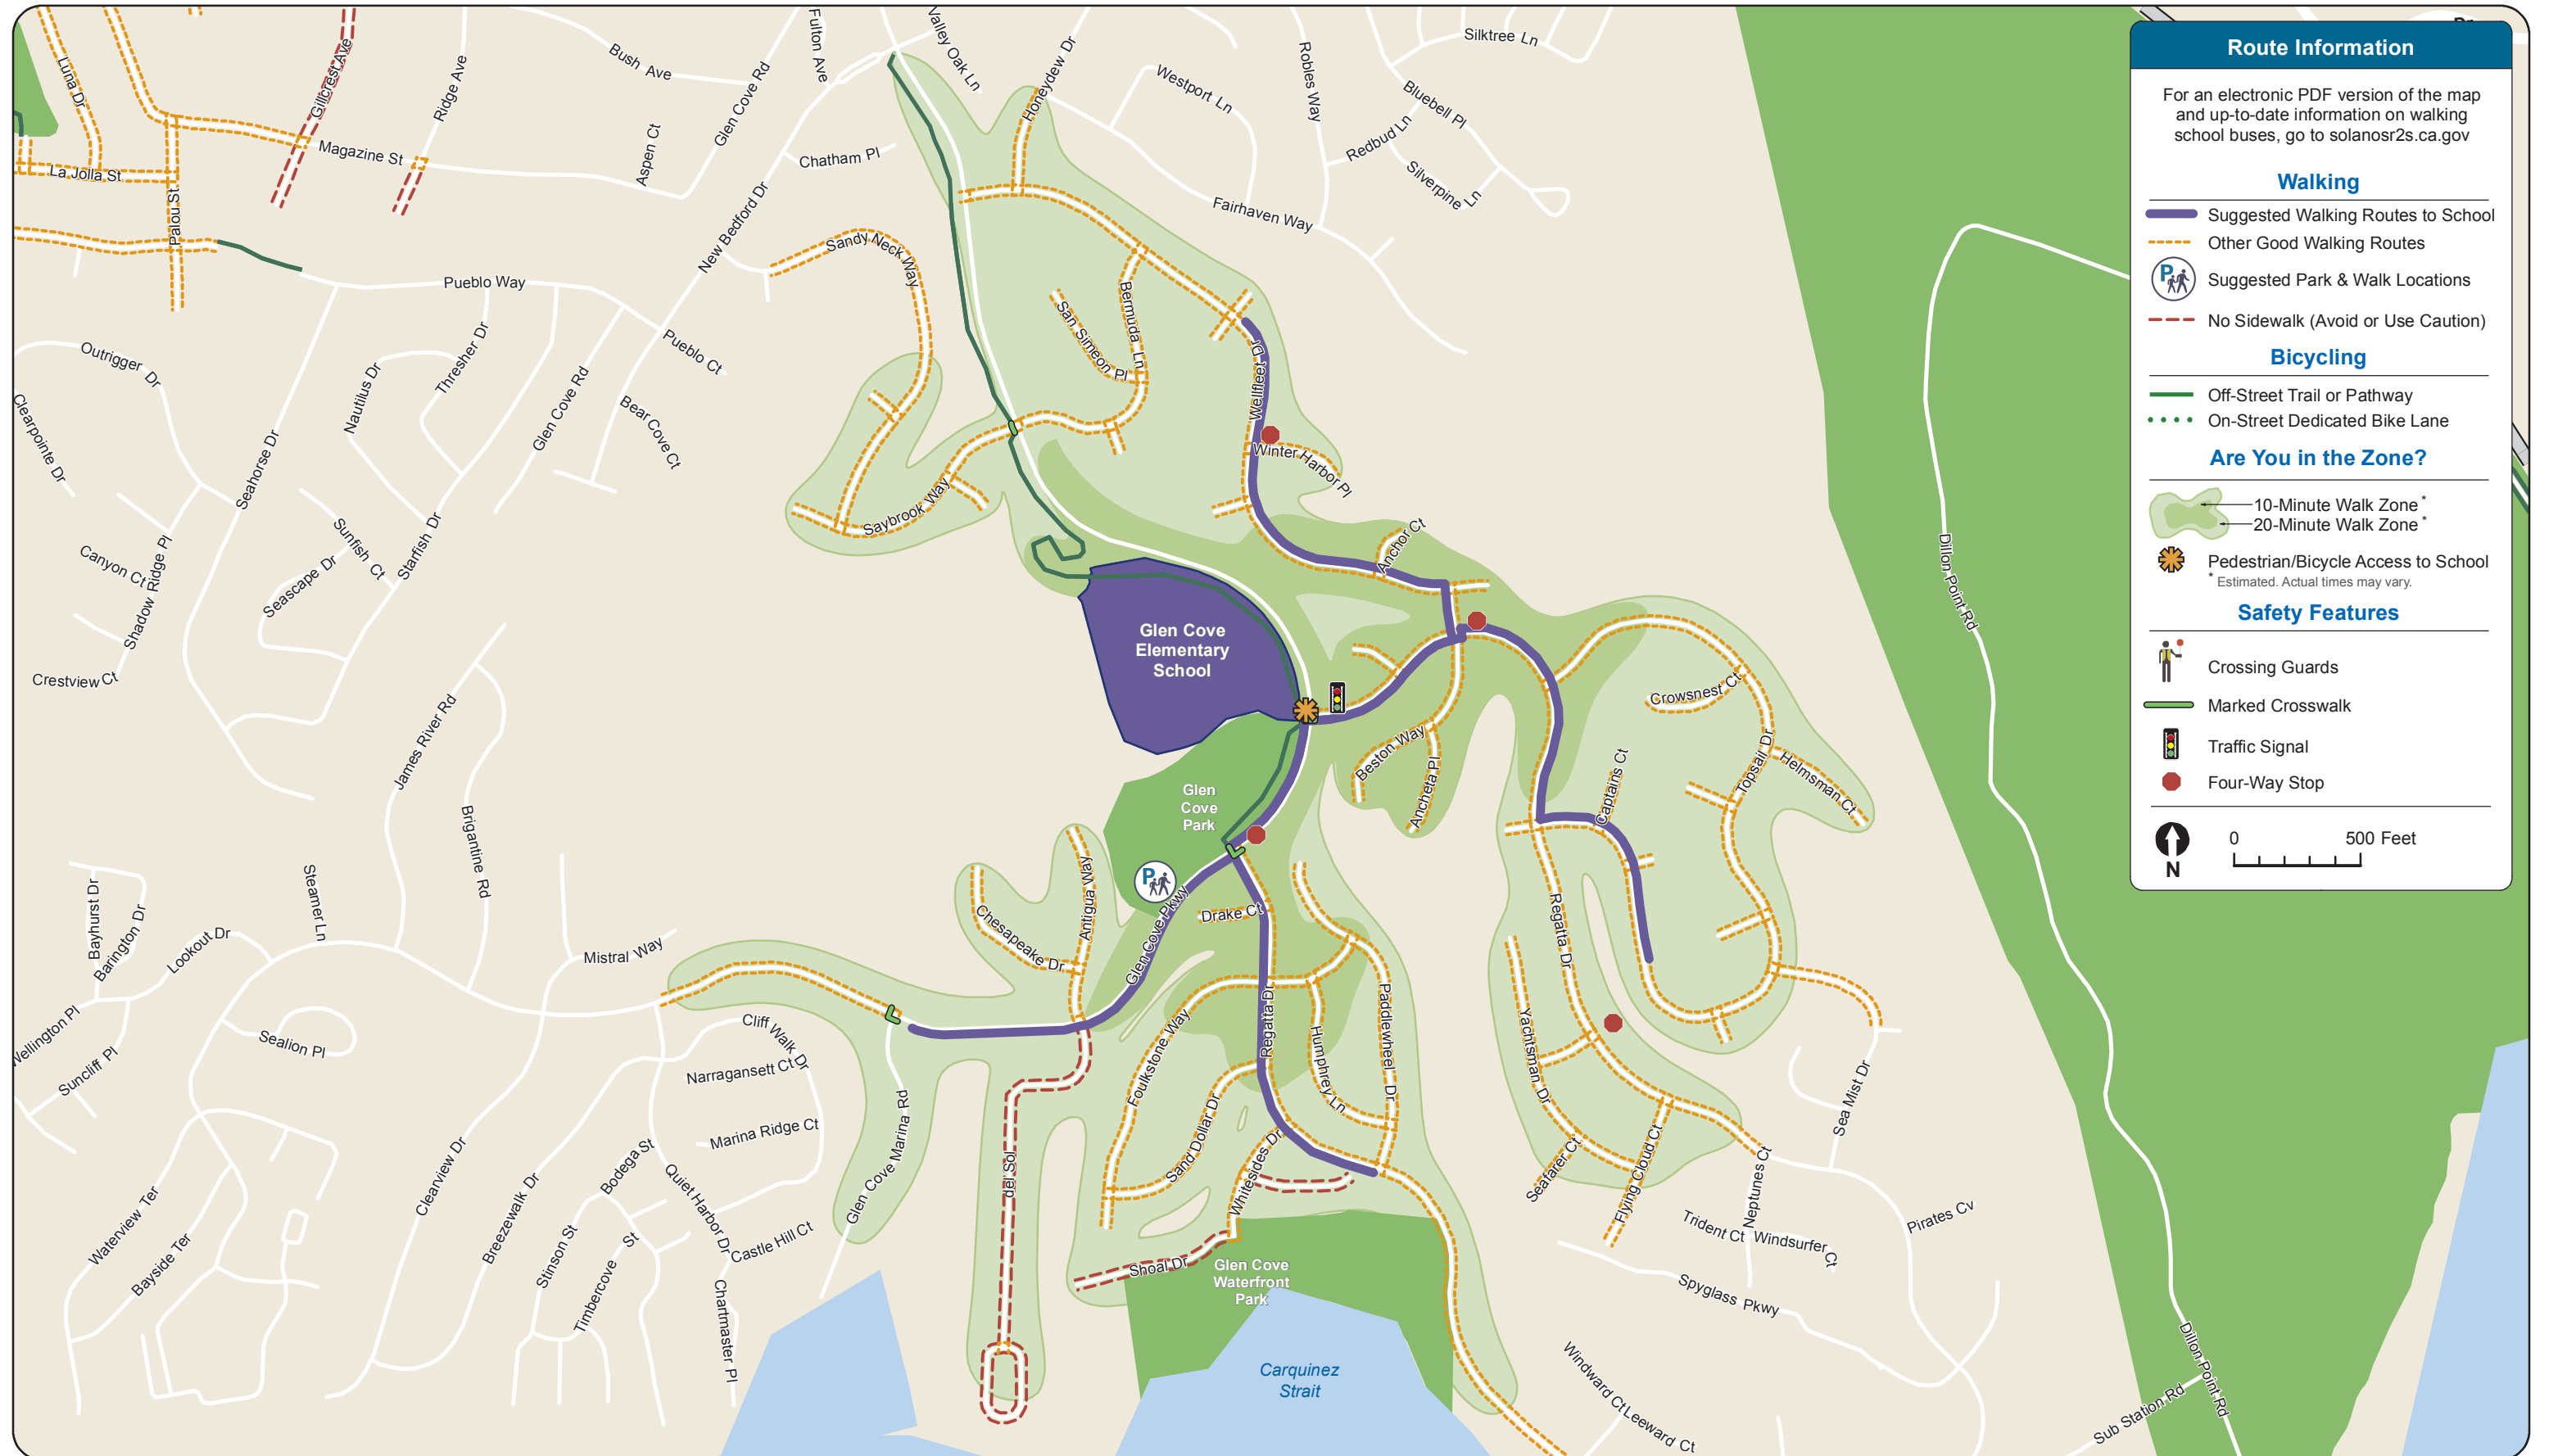 Luna Dr
Gillcrest Ave
Ridge Ave
Bush Ave
Glen Cove Rd
Fulton Ave
Valley Oak Ln
Honeydew Dr
Westport Ln
Robles Way
Silktree Ln
Bluebell Pl
Redbud Ln
Silverpine Ln
Fairhaven Way
Magazine St
La Jolla St
Palou St
Aspen Ct
Chatham Pl
New Bedford Dr
Sandy Neck Way
Pueblo Way
Pueblo Ct
Bermuda Ln
San Simeon Pl
Wellfleet Dr
Winter Harbor Pl
Outrigger Dr
Clearpointe Dr
Seahorse Dr
Nautilus Dr
Thresher Dr
Glen Cove Rd
Bear Cove Ct
Saybrook Way
Anchor Ct
Canyon Ct
Shadow Ridge Pl
Crestview Ct
Seascape Dr
Sunfish Ct
Starfish Dr
Glen Cove
Elementary
School
James River Rd
Brigantine Rd
Glen
Cove
Park
Beston Way
Ancheta Pl
Crowsnest Ct
Captains Ct
Topsail Dr
Helmsman Ct
Dillon Point Rd
Bayhurst Dr
Barington Dr
Lookout Dr
Steamer Ln
Mistral Way
Chesapeake Dr
Antigua Way
Glen Cove Pkwy
Drake Ct
Regatta Dr
Wellington Pl
Suncliff Pl
Sealion Pl
Cliff Walk Dr
Narragansett Ct
Marina Ridge Ct
Glen Cove Marina Rd
Foulkstone Way
Regatta Dr
Humphrey Ln
Paddlewheel Dr
Yachtsman Dr
Sea Mist Dr
Sand Dollar Dr
Whitesides Dr
Seafarer Ct
Flying Cloud Ct
Neptunes Ct
Trident Ct
Windsurfer Ct
Pirates Cv
Clearview Dr
Breezewalk Dr
Bodega St
Quiet Harbor Dr
Castle Hill Ct
del Sol
Waterview Ter
Bayside Ter
Stinson St
Timbercove St
Chartmaster Pl
Shoal Dr
Glen Cove
Waterfront
Park
Spyglass Pkwy
Carquinez
Strait
Windward Ct
Leeward Ct
Dillon Point Rd
Sub Station Rd
Route Information
For an electronic PDF version of the map
and up-to-date information on walking
school buses, go to solanosr2s.ca.gov
Walking
Suggested Walking Routes to School
Other Good Walking Routes
P
Suggested Park & Walk Locations
No Sidewalk (Avoid or Use Caution)
Bicycling
Off-Street Trail or Pathway
On-Street Dedicated Bike Lane
Are You in the Zone?
10-Minute Walk Zone *
20-Minute Walk Zone *
Pedestrian/Bicycle Access to School
* Estimated. Actual times may vary.
Safety Features
Crossing Guards
Marked Crosswalk
Traffic Signal
Four-Way Stop
N
0 500 Feet
P